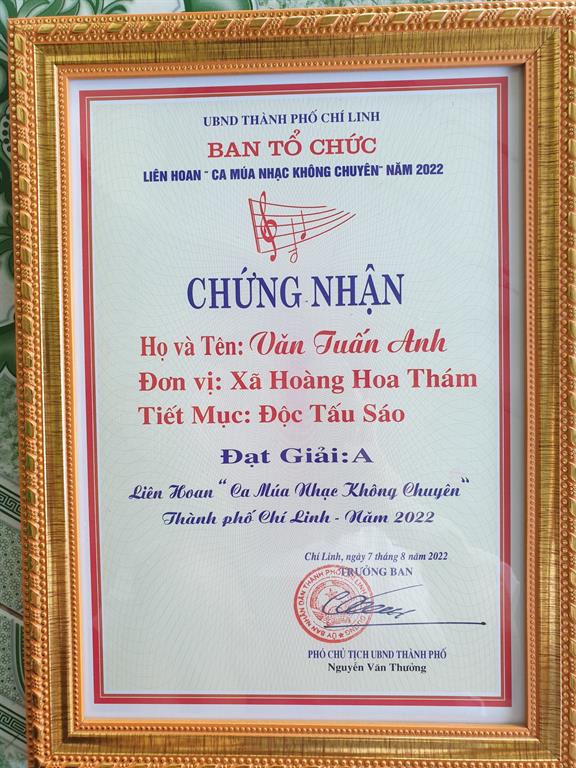 UBND THÀNH PHỐ CHÍ LINH
BAN TỔ CHỨC
LIÊN HOAN " CA MÚA NHẠC KHÔNG CHUYÊN" NĂM 2022
CHỨNG NHẬN
Họ và Tên: Văn Tuấn Anh
Đơn vị: Xã Hoàng Hoa Thám
Tiết Mục: Độc Tấu Sáo
Đạt Giải: A
Liên Hoan " Ca Múa Nhạc Không Chuyên"
Thành phố Chí Linh - Năm 2022
Chí Linh, ngày 7 tháng 8 năm 2022
TRƯỞNG BAN
PHÓ CHỦ TỊCH UBND THÀNH PHỐ
Nguyễn Văn Thưởng